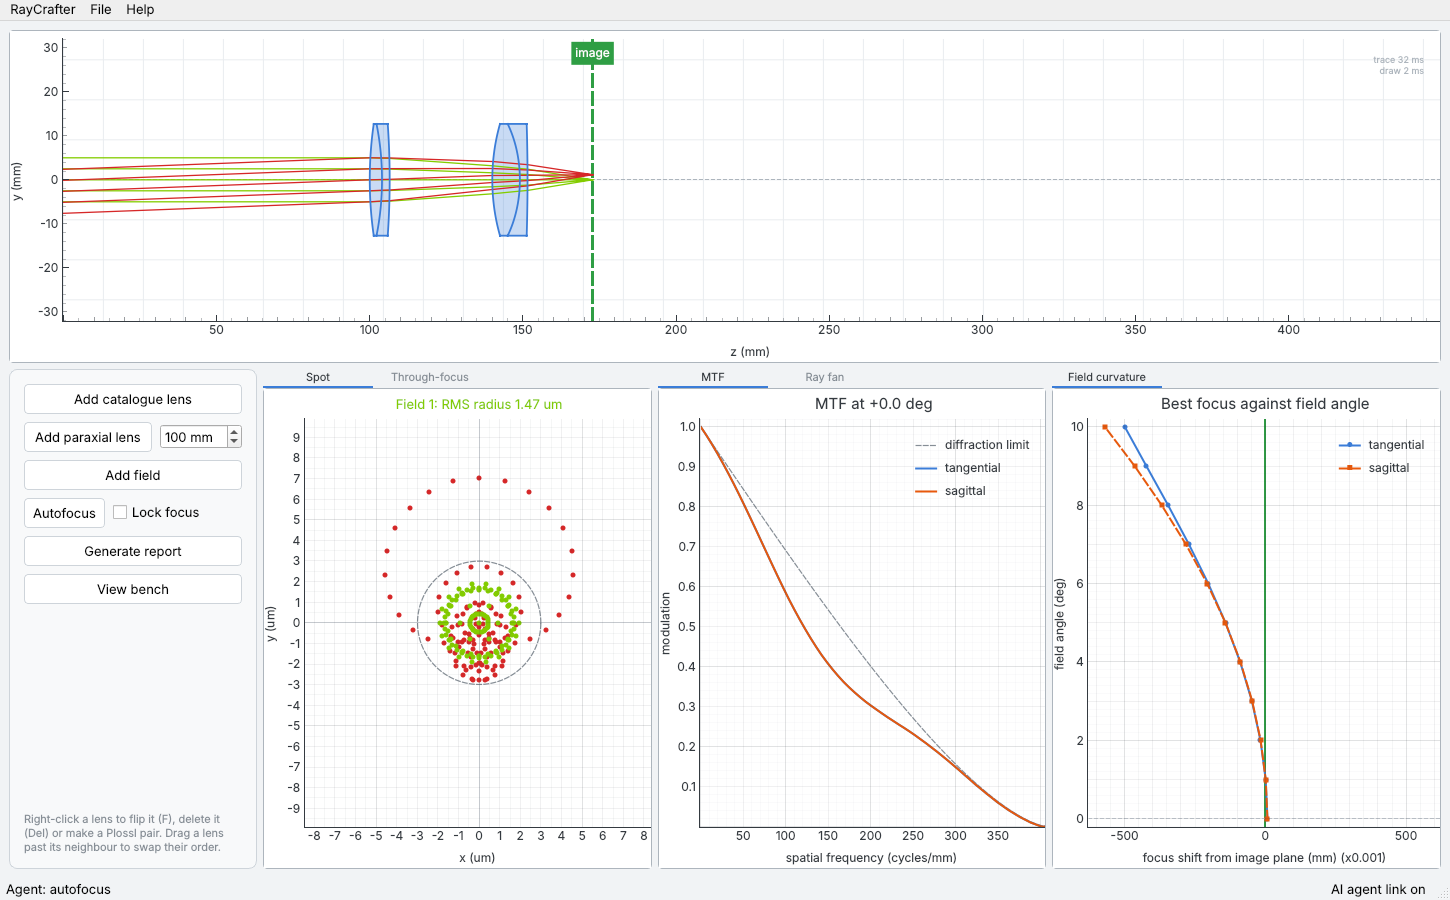 RayCrafter File Help
30
20
10
0
-10
-20
-30
y (mm)
image
trace 32 ms
draw 2 ms
50 100 150 200 250 300 350 400
z (mm)
Add catalogue lens
Add paraxial lens 100 mm
Add field
Autofocus Lock focus
Generate report
View bench
Right-click a lens to flip it (F), delete it
(Del) or make a Plossl pair. Drag a lens
past its neighbour to swap their order.
Spot Through-focus
Field 1: RMS radius 1.47 um
9
8
7
6
5
4
3
2
1
0
-1
-2
-3
-4
-5
-6
-7
-8
-9
y (um)
-8 -7 -6 -5 -4 -3 -2 -1 0 1 2 3 4 5 6 7 8
x (um)
MTF Ray fan
MTF at +0.0 deg
diffraction limit
tangential
sagittal
1.0
0.9
0.8
0.7
0.6
0.5
0.4
0.3
0.2
0.1
modulation
50 100 150 200 250 300 350
spatial frequency (cycles/mm)
Field curvature
Best focus against field angle
tangential
sagittal
10
8
6
4
2
0
field angle (deg)
-500 0 500
focus shift from image plane (mm) (x0.001)
Agent: autofocus
AI agent link on